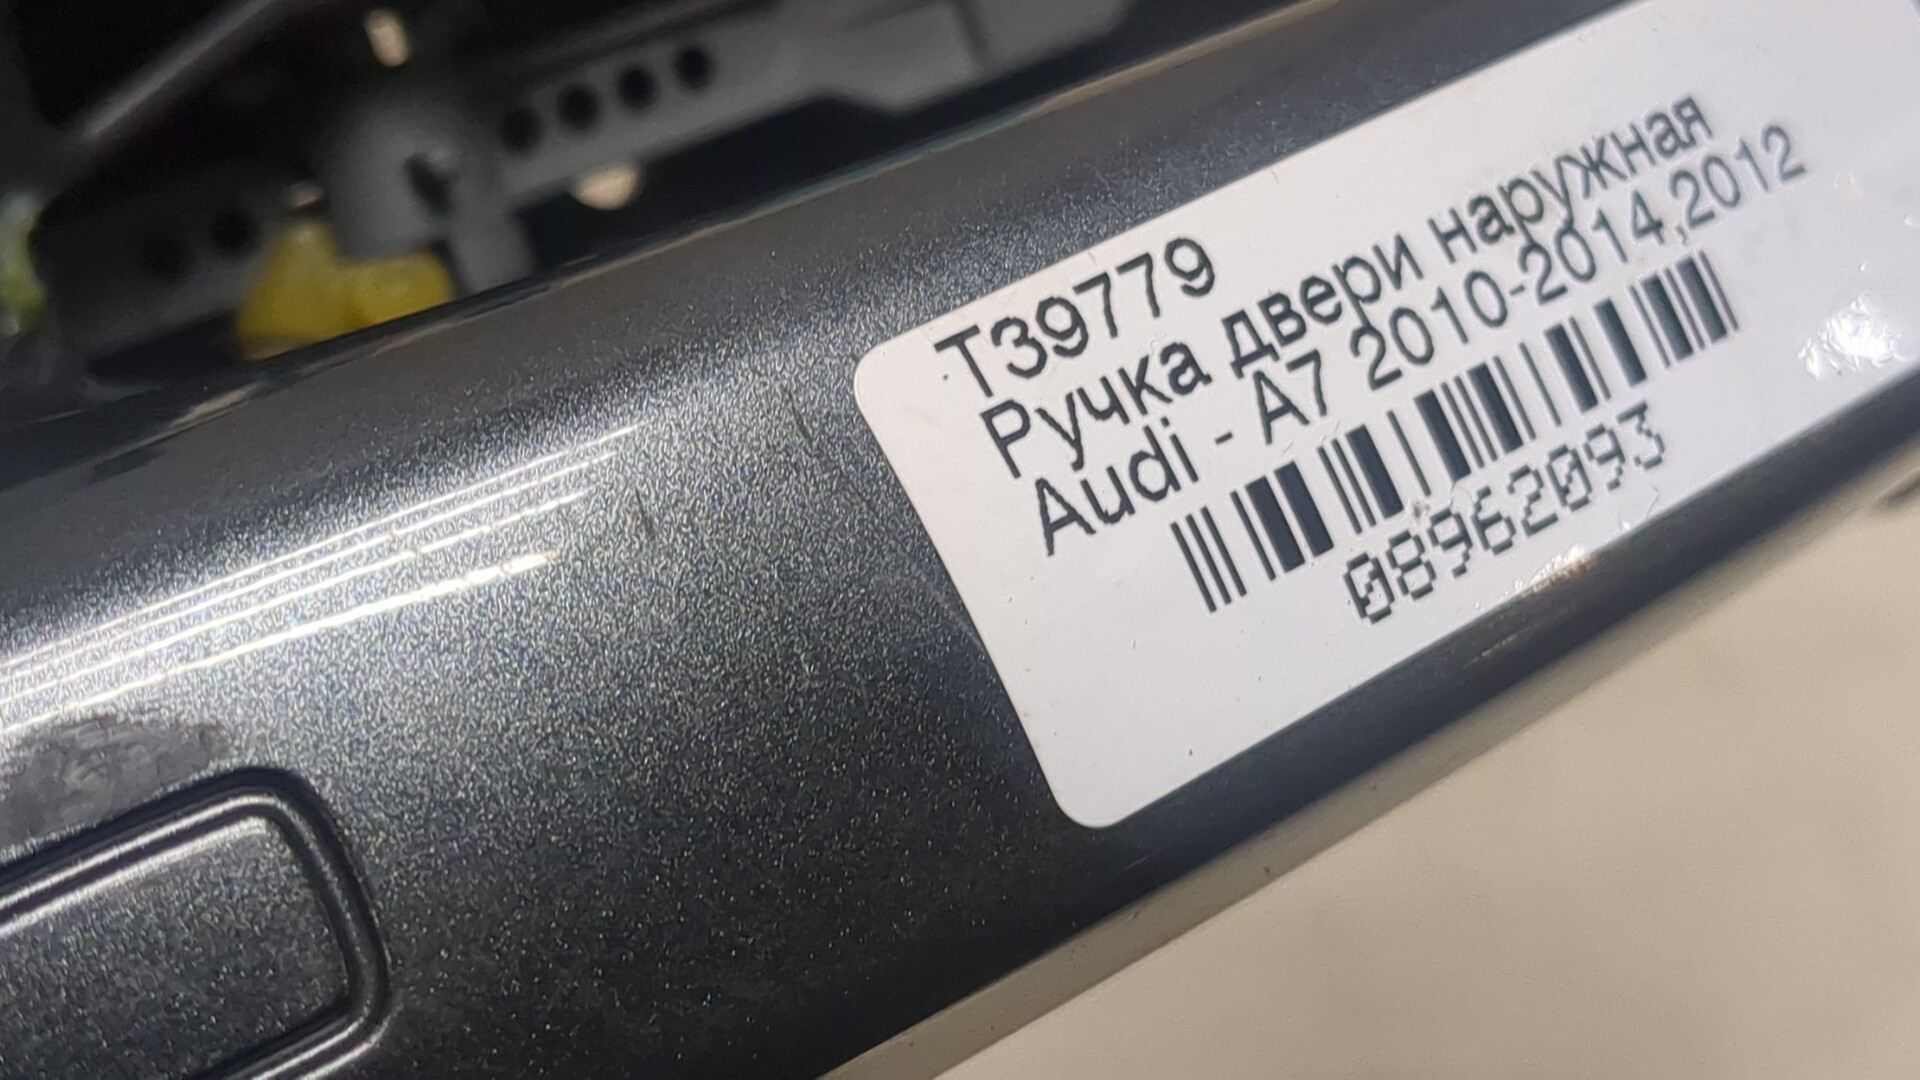 T39779
Ручка двери наружная
Audi - A7 2010-2014,2012
08962093